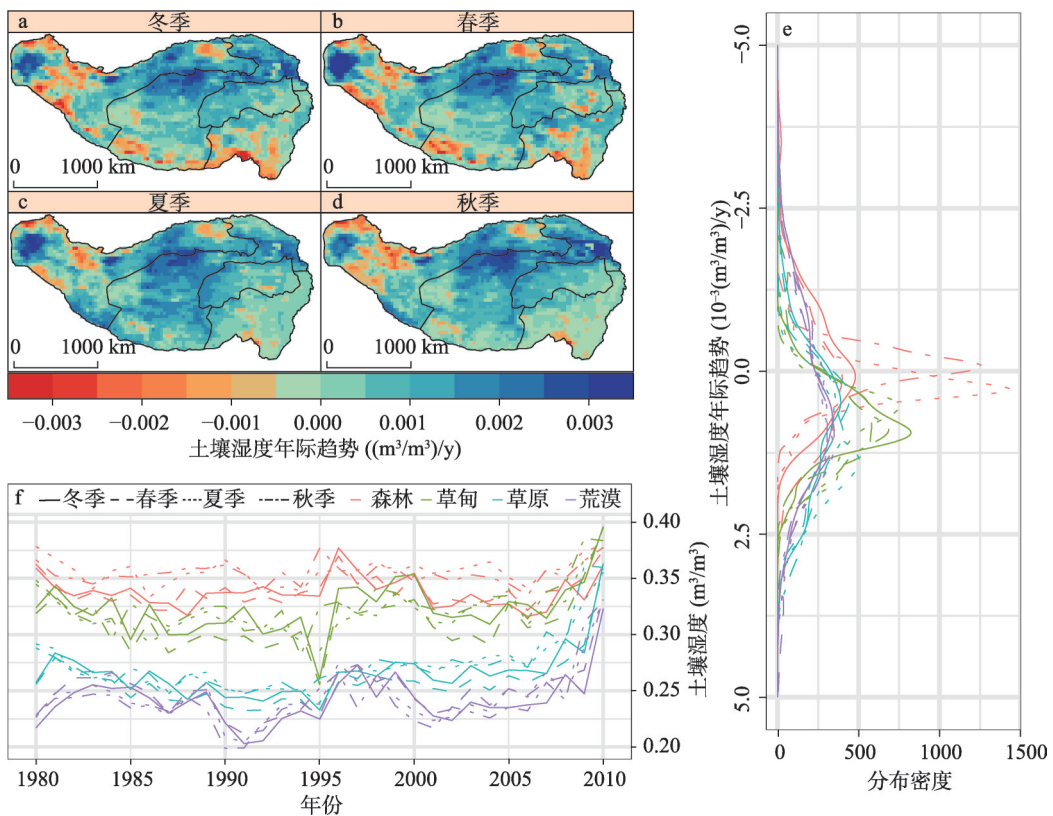 a 冬季
b 春季
0 1000 km
0 1000 km
c 夏季
d 秋季
0 1000 km
0 1000 km
−0.003 −0.002 −0.001 0.000 0.001 0.002 0.003
土壤湿度年际趋势 ((m³/m³)/y)
e
−5.0
−2.5
0.0
2.5
5.0
土壤湿度年际趋势 (10⁻³(m³/m³)/y)
0 500 1000 1500
分布密度
f 冬季 春季 夏季 秋季 森林 草甸 草原 荒漠
0.40
0.35
0.30
0.25
0.20
土壤湿度 (m³/m³)
1980 1985 1990 1995 2000 2005 2010
年份